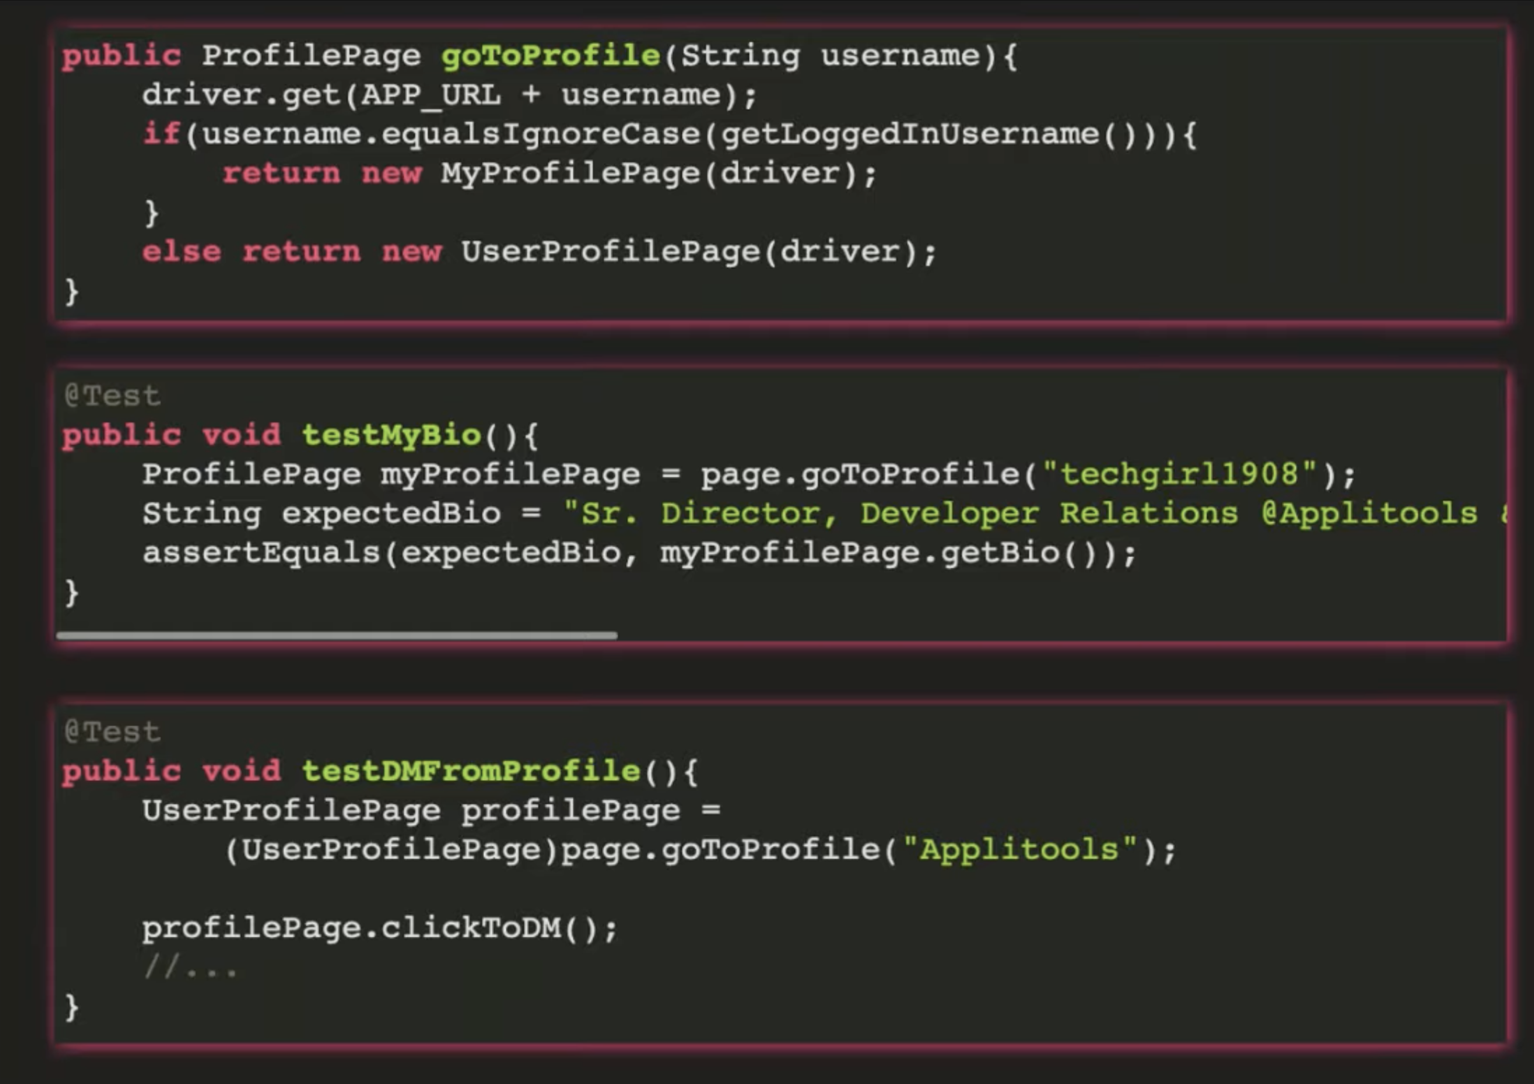 public ProfilePage goToProfile(String username){
    driver.get(APP_URL + username);
    if(username.equalsIgnoreCase(getLoggedInUsername())){
        return new MyProfilePage(driver);
    }
    else return new UserProfilePage(driver);
}
@Test
public void testMyBio(){
    ProfilePage myProfilePage = page.goToProfile("techgirl1908");
    String expectedBio = "Sr. Director, Developer Relations @Applitools
    assertEquals(expectedBio, myProfilePage.getBio());
}
@Test
public void testDMFromProfile(){
    UserProfilePage profilePage =
        (UserProfilePage)page.goToProfile("Applitools");
    profilePage.clickToDM();
    //...
}